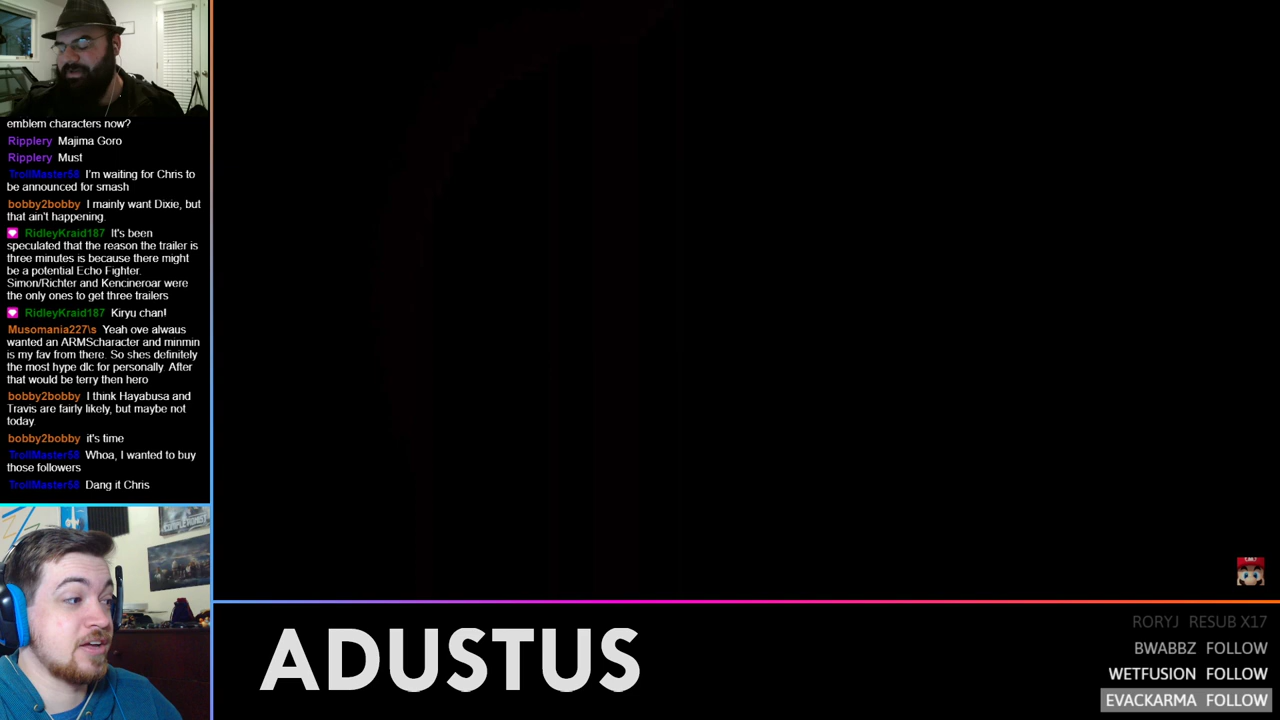 emblem characters now?
Ripplery Majima Goro
Ripplery Must
TrollMaster58 I'm waiting for Chris to
be announced for smash
bobby2bobby I mainly want Dixie, but
that ain't happening.
RidleyKraid187 It's been
speculated that the reason the trailer is
three minutes is because there might
be a potential Echo Fighter.
Simon/Richter and Kencineroar were
the only ones to get three trailers
RidleyKraid187 Kiryu chan!
Musomania227\s Yeah ove alwaus
wanted an ARMScharacter and minmin
is my fav from there. So shes definitely
the most hype dlc for personally. After
that would be terry then hero
bobby2bobby I think Hayabusa and
Travis are fairly likely, but maybe not
today.
bobby2bobby it's time
TrollMaster58 Whoa, I wanted to buy
those followers
TrollMaster58 Dang it Chris
ADUSTUS
RORYJ RESUB X17
BWABBZ FOLLOW
WETFUSION FOLLOW
EVACKARMA FOLLOW